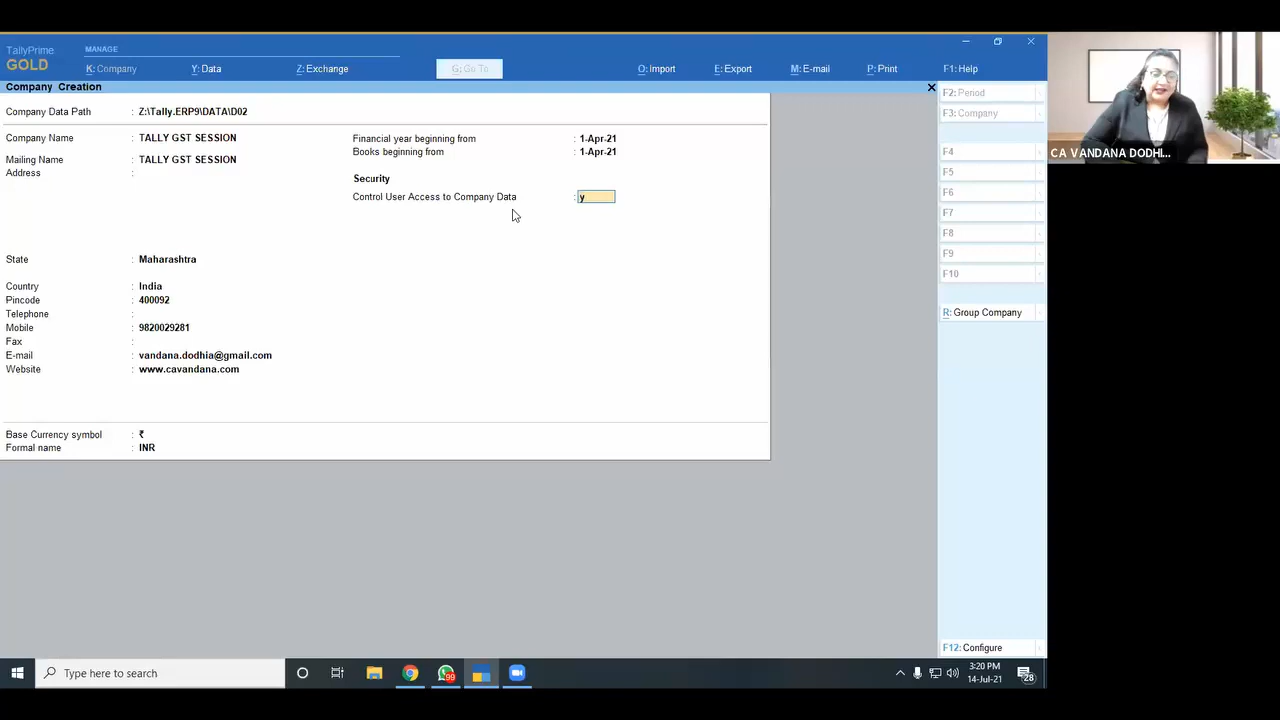 TallyPrime
GOLD
MANAGE
K: Company
Y: Data
Z: Exchange
G: Go To
O: Import
E: Export
M: E-mail
P: Print
F1: Help
Company Creation
Company Data Path : Z:\Tally.ERP9\DATA\D02
Company Name : TALLY GST SESSION
Mailing Name : TALLY GST SESSION
Address :
Financial year beginning from : 1-Apr-21
Books beginning from : 1-Apr-21
Security
Control User Access to Company Data : y
State : Maharashtra
Country : India
Pincode : 400092
Telephone :
Mobile : 9820029281
Fax :
E-mail : vandana.dodhia@gmail.com
Website : www.cavandana.com
Base Currency symbol : ₹
Formal name : INR
F2: Period
F3: Company
F4
F5
F6
F7
F8
F9
F10
R: Group Company
F12: Configure
CA VANDANA DODHI...
Type here to search
99
3:20 PM
14-Jul-21
28